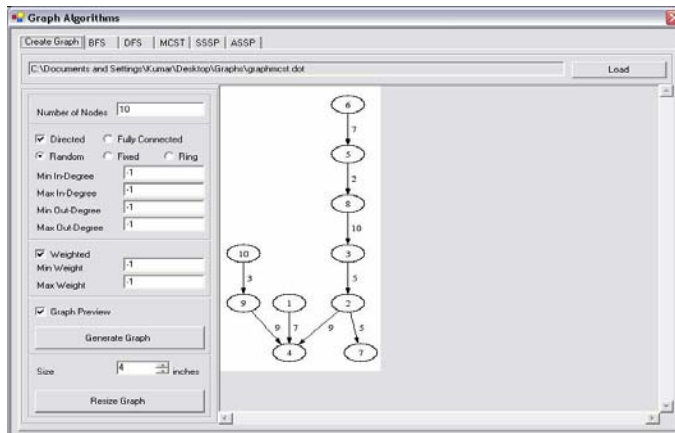 Graph Algorithms
Create Graph BFS DFS MCST SSSP ASSP
C:\Documents and Settings\Kumar\Desktop\Graphs\graphmcst.dot Load
Number of Nodes 10
Directed Fully Connected
Random Fixed Ring
Min In-Degree -1
Max In-Degree -1
Min Out-Degree -1
Max Out-Degree -1
Weighted
Min Weight -1
Max Weight -1
Graph Preview
Generate Graph
Size 4 inches
Resize Graph
6
7
5
2
8
10
10 3
3 5
9 1 2
9 7 9 5
4 7